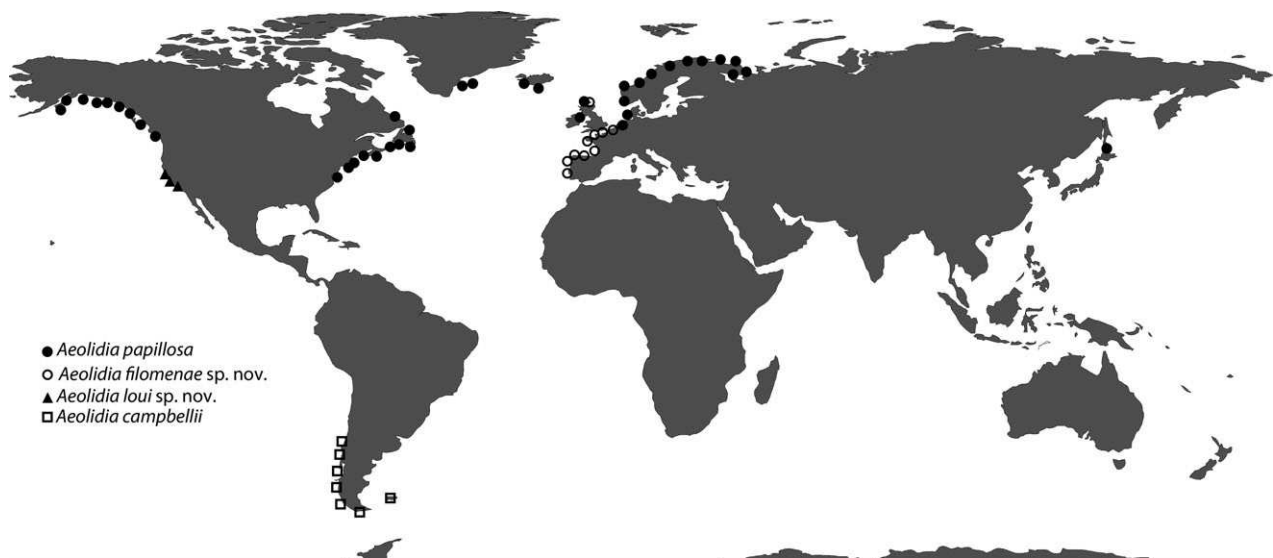 Aeolidia papillosa
Aeolidia filomenae sp. nov.
Aeolidia loui sp. nov.
Aeolidia campbellii